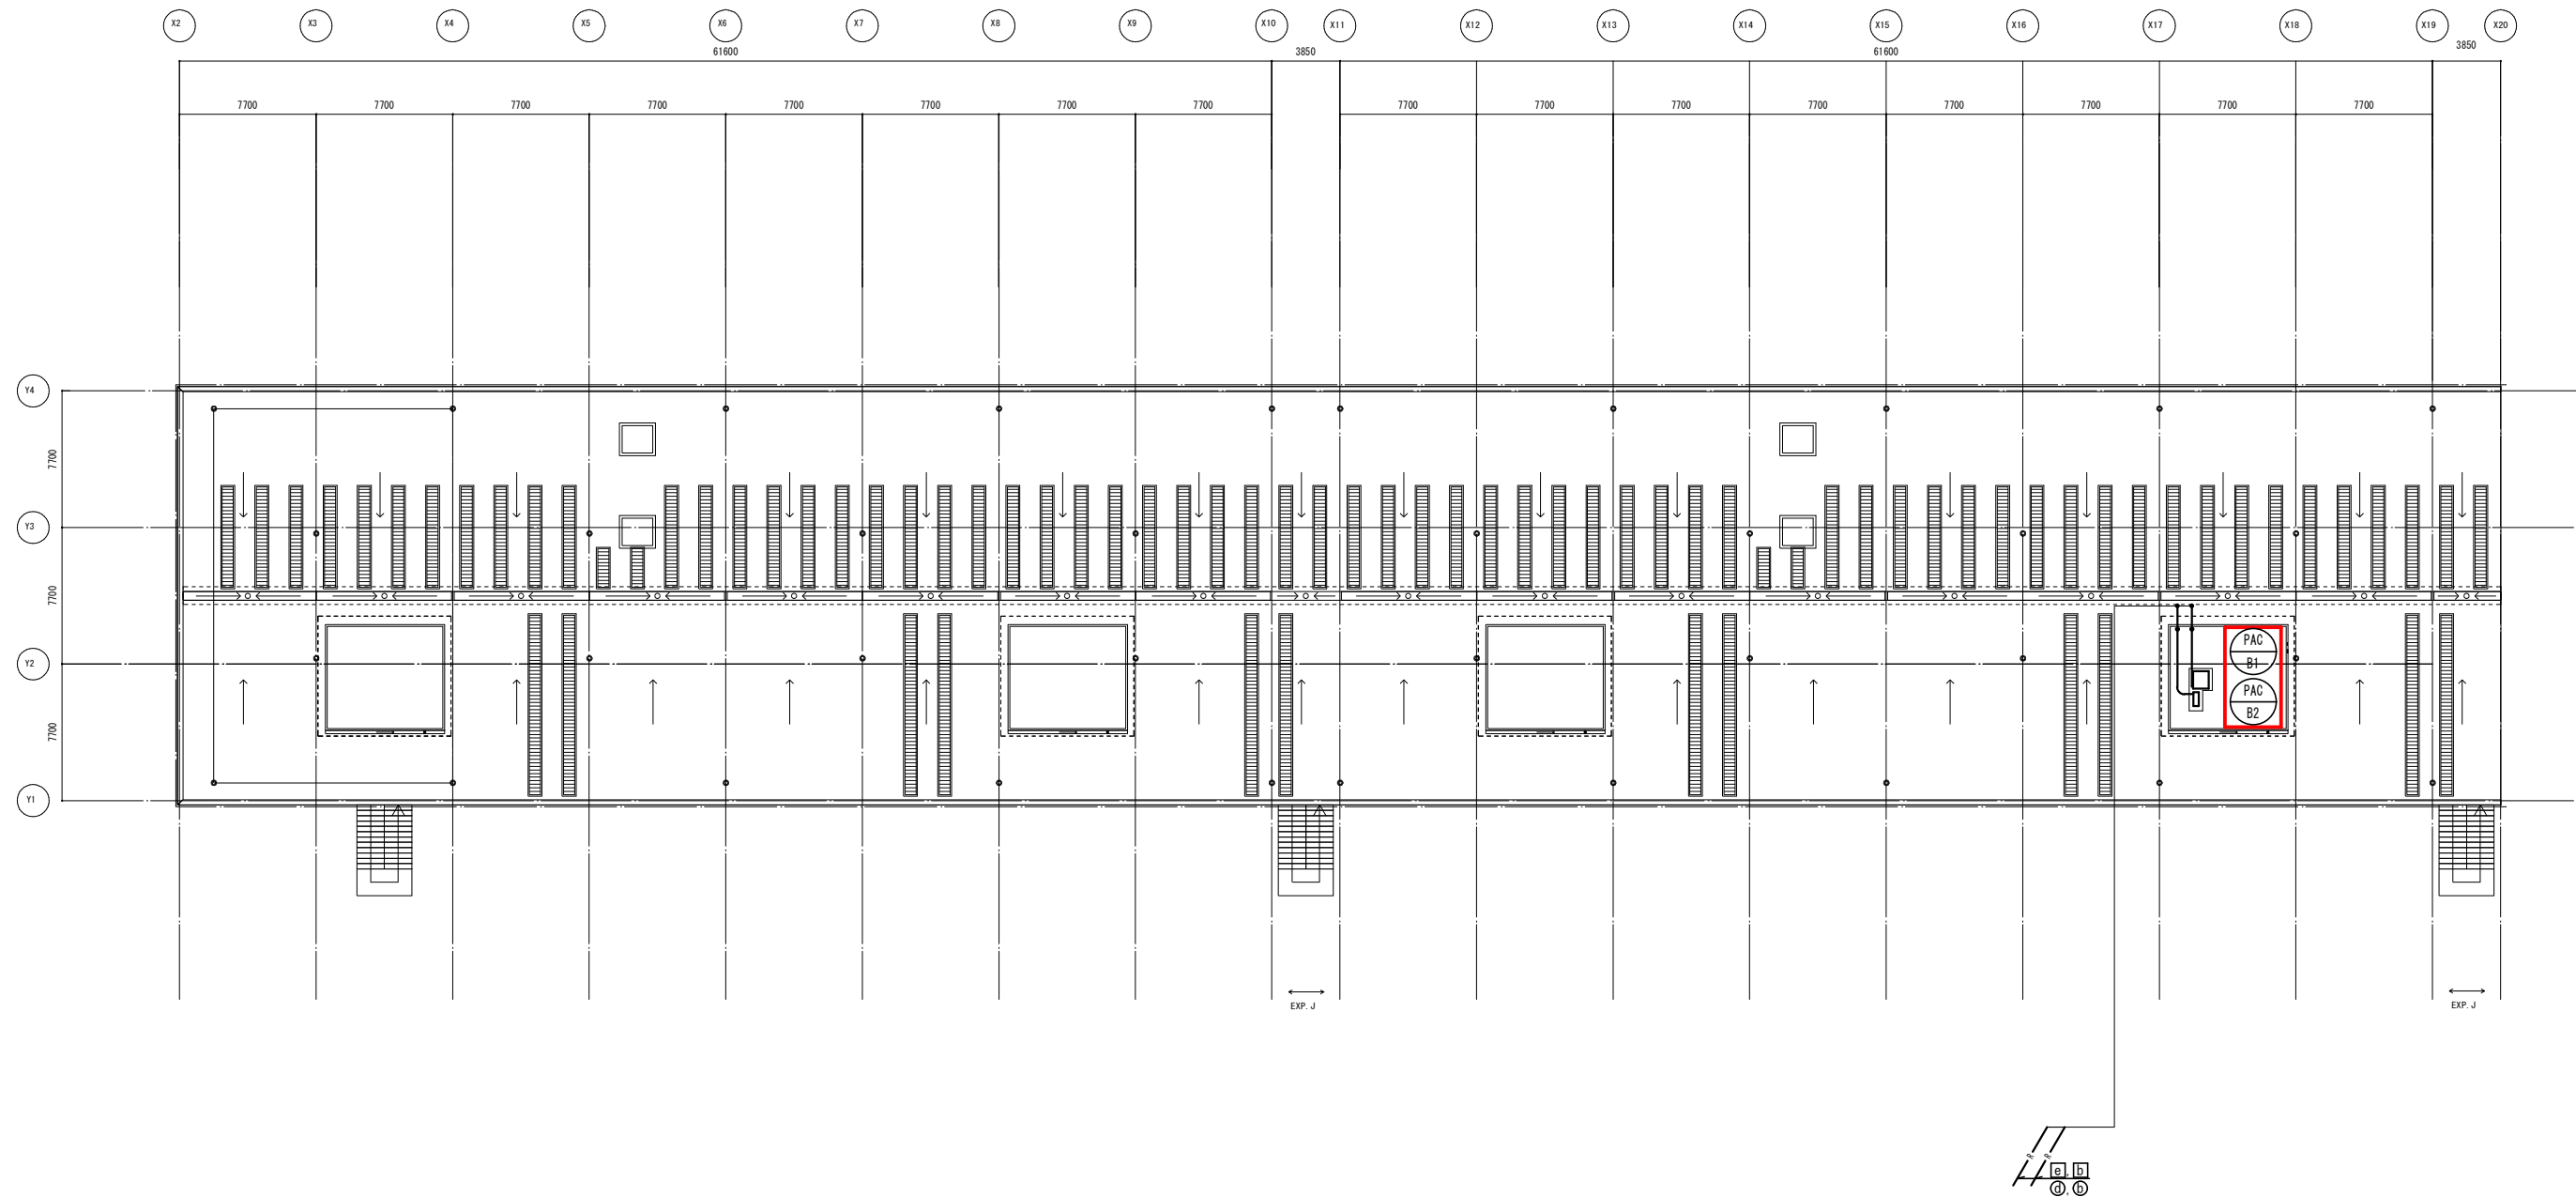 X2 X3 X4 X5 X6 X7 X8 X9 X10 X11 X12 X13 X14 X15 X16 X17 X18 X19 X20
61600 3850 61600 3850
7700 7700 7700 7700 7700 7700 7700 7700 7700 7700 7700 7700 7700 7700 7700 7700
Y4
7700
Y3
7700
Y2
7700
Y1
PAC
B1
PAC
B2
EXP.J EXP.J
R R
e, b
d, b